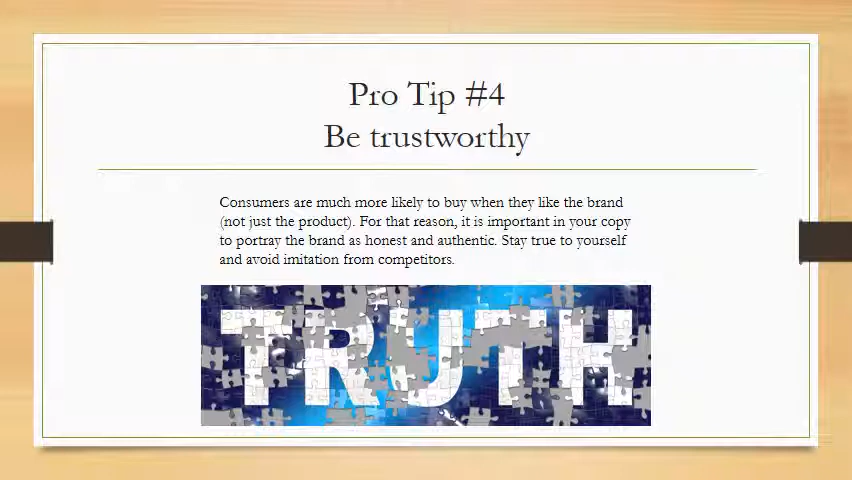 Pro Tip #4
Be trustworthy
Consumers are much more likely to buy when they like the brand
(not just the product). For that reason, it is important in your copy
to portray the brand as honest and authentic. Stay true to yourself
and avoid imitation from competitors.
TRUTH